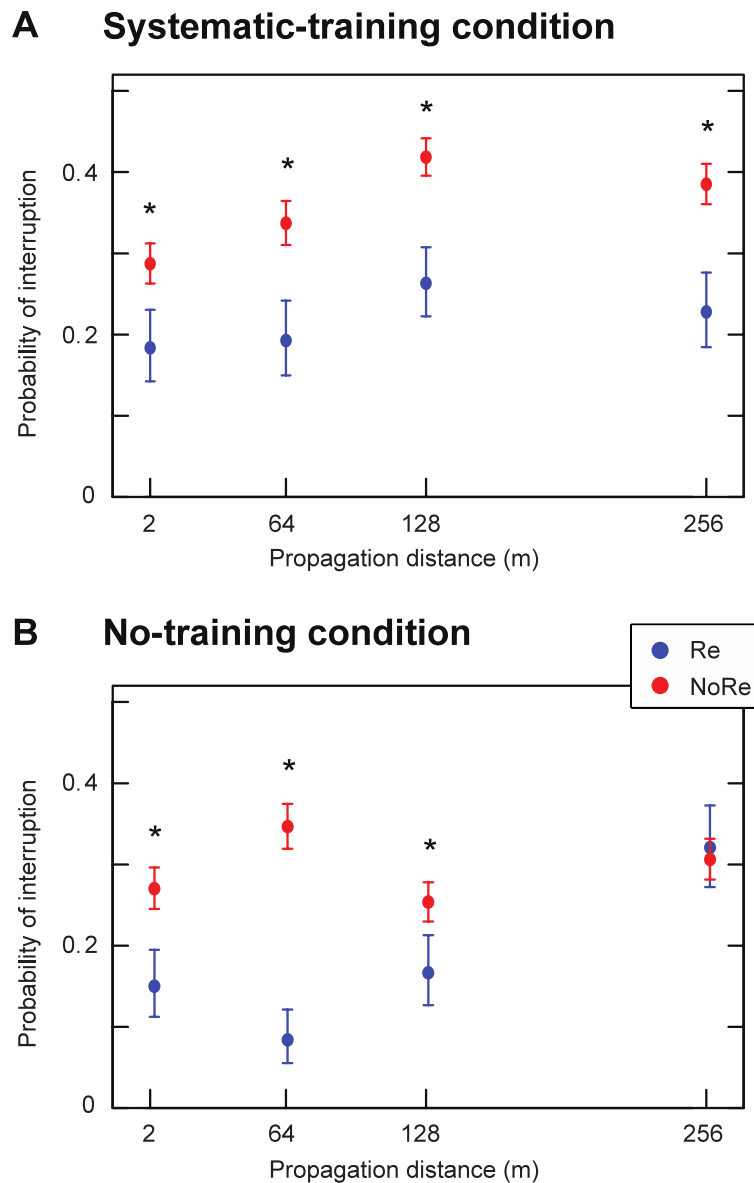 A Systematic-training condition
*
*
*
*
0.4
0.2
0
Probability of interruption
2 64 128 256
Propagation distance (m)
B No-training condition
Re
NoRe
*
*
*
0.4
0.2
0
Probability of interruption
2 64 128 256
Propagation distance (m)